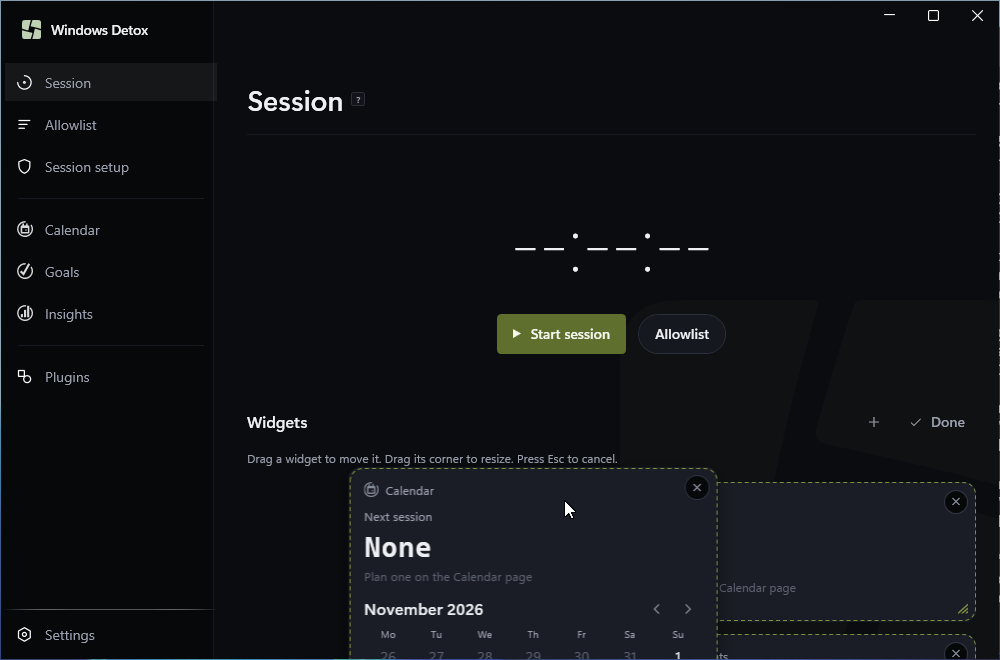 Windows Detox
Session
Allowlist
Session setup
Calendar
Goals
Insights
Plugins
Settings
Session ?
--:--:--
Start session
Allowlist
Widgets
Done
Drag a widget to move it. Drag its corner to resize. Press Esc to cancel.
Calendar
Next session
None
Plan one on the Calendar page
November 2026
Mo Tu We Th Fr Sa Su
26 27 28 29 30 31 1
Calendar page
ts